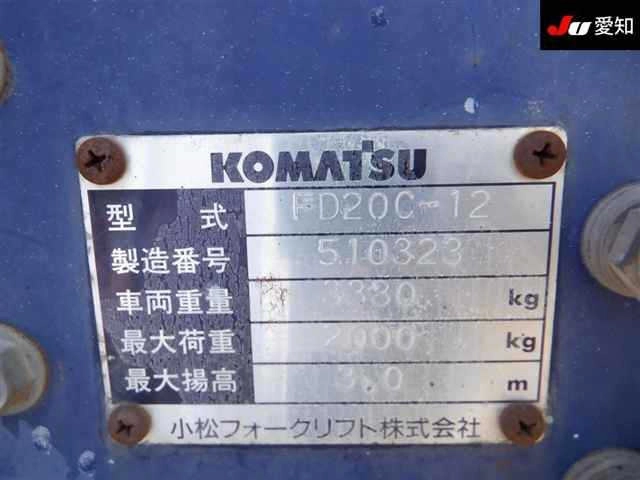 JU 愛知
KOMATSU
型式 FD20C-12
製造番号 510323
車両重量 3330 kg
最大荷重 2000 kg
最大揚高 3.0 m
小松フォークリフト株式会社